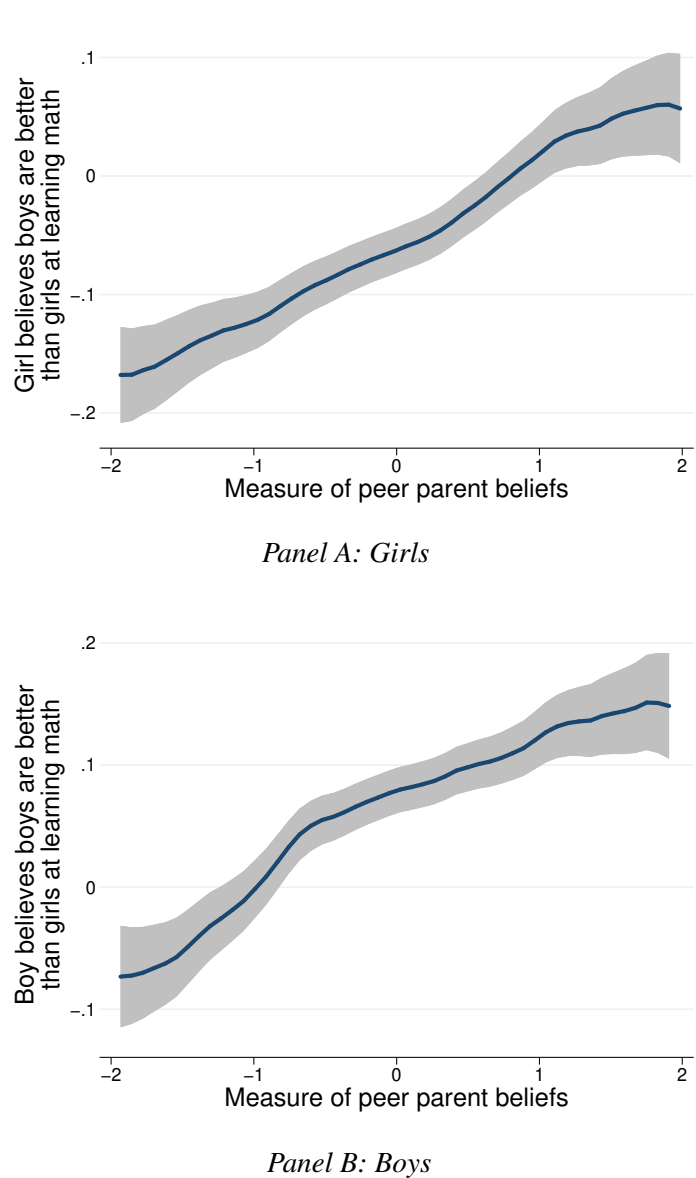 Girl believes boys are better
than girls at learning math
.1
0
−.1
−.2
−2
−1
0
1
2
Measure of peer parent beliefs
Panel A: Girls
Boy believes boys are better
than girls at learning math
.2
.1
0
−.1
−2
−1
0
1
2
Measure of peer parent beliefs
Panel B: Boys